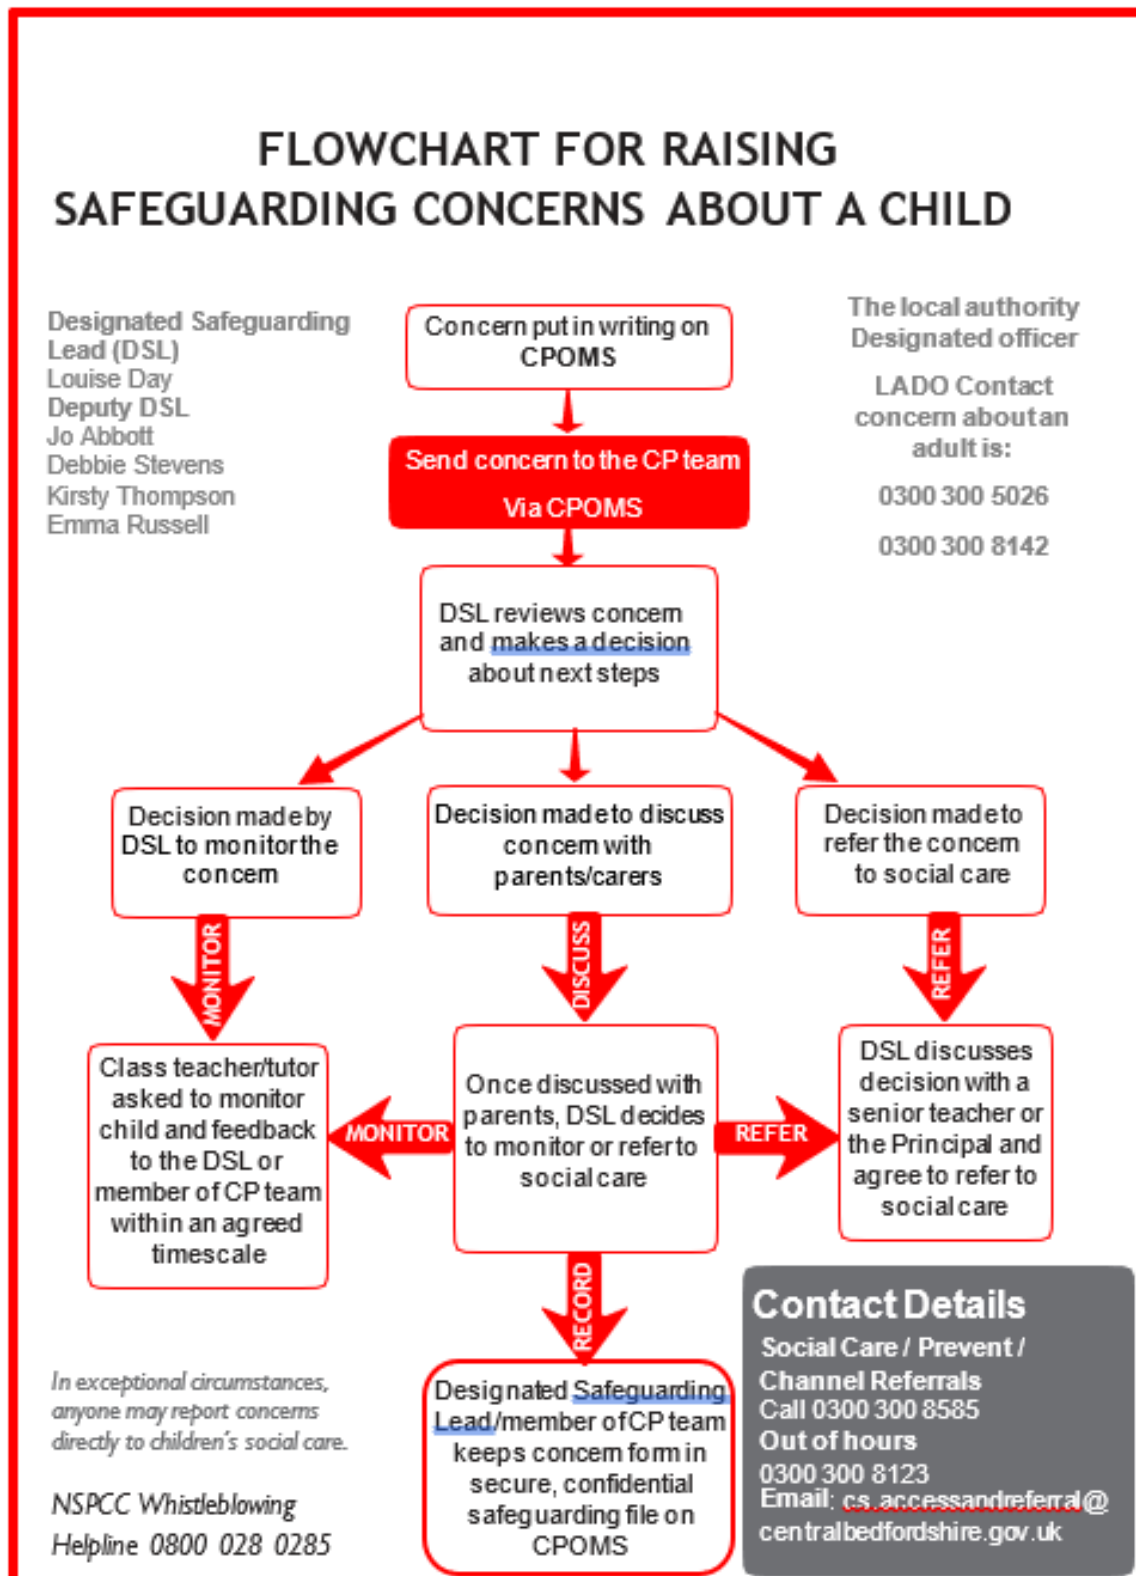 FLOWCHART FOR RAISING
SAFEGUARDING CONCERNS ABOUT A CHILD
Designated Safeguarding
Lead (DSL)
Louise Day
Deputy DSL
Jo Abbott
Debbie Stevens
Kirsty Thompson
Emma Russell
Concern put in writing on
CPOMS
The local authority
Designated officer
LADO Contact
concern about an
adult is:
0300 300 5026
0300 300 8142
Send concern to the CP team
Via CPOMS
DSL reviews concern
and makes a decision
about next steps
Decision made by
DSL to monitor the
concern
Decision made to discuss
concern with
parents/carers
Decision made to
refer the concern
to social care
MONITOR
DISCUSS
REFER
Class teacher/tutor
asked to monitor
child and feedback
to the DSL or
member of CP team
within an agreed
timescale
MONITOR
Once discussed with
parents, DSL decides
to monitor or refer to
social care
REFER
DSL discusses
decision with a
senior teacher or
the Principal and
agree to refer to
social care
RECORD
Designated Safeguarding
Lead/member of CP team
keeps concern form in
secure, confidential
safeguarding file on
CPOMS
In exceptional circumstances,
anyone may report concerns
directly to children's social care.
NSPCC Whistleblowing
Helpline 0800 028 0285
Contact Details
Social Care / Prevent /
Channel Referrals
Call 0300 300 8585
Out of hours
0300 300 8123
Email: cs.accessandreferral@
centralbedfordshire.gov.uk